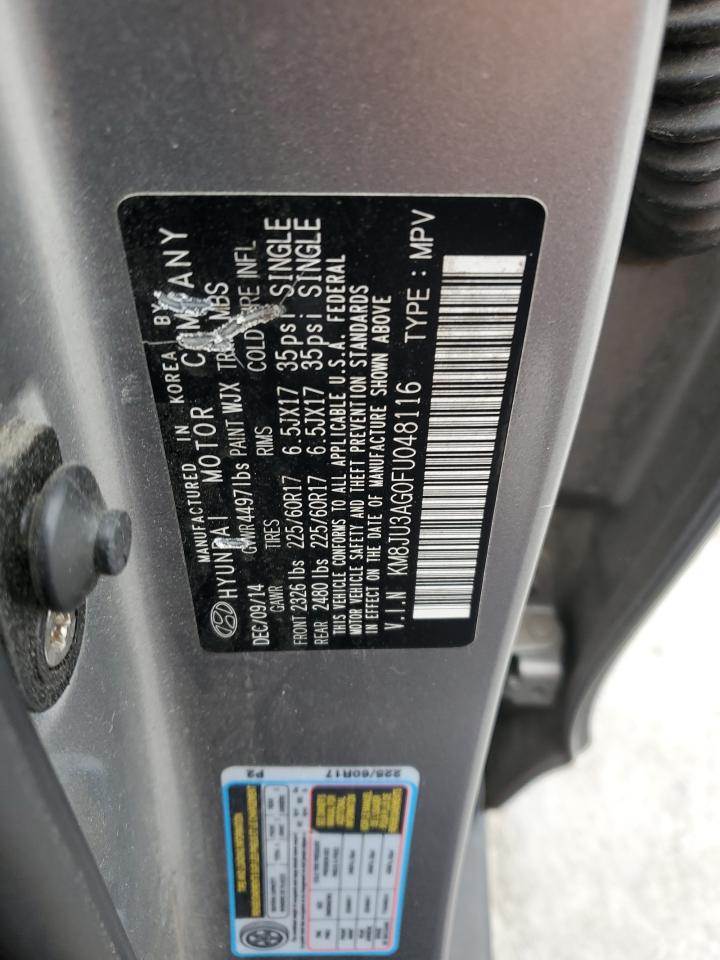 MANUFACTURED IN KOREA BY
HYUNDAI MOTOR COMPANY
DEC/09/14 GVWR 4497lbs PAINT WJX TRIM MBS
GAWR TIRES RIMS COLD TIRE INFL
FRONT 2326 lbs 225/60R17 6.5JX17 35psi SINGLE
REAR 2480 lbs 225/60R17 6.5JX17 35psi SINGLE
THIS VEHICLE CONFORMS TO ALL APPLICABLE U.S.A. FEDERAL
MOTOR VEHICLE SAFETY AND THEFT PREVENTION STANDARDS
IN EFFECT ON THE DATE OF MANUFACTURE SHOWN ABOVE
V.I.N KM8JU3AG0FU048116 TYPE : MPV
P2
225/60R17